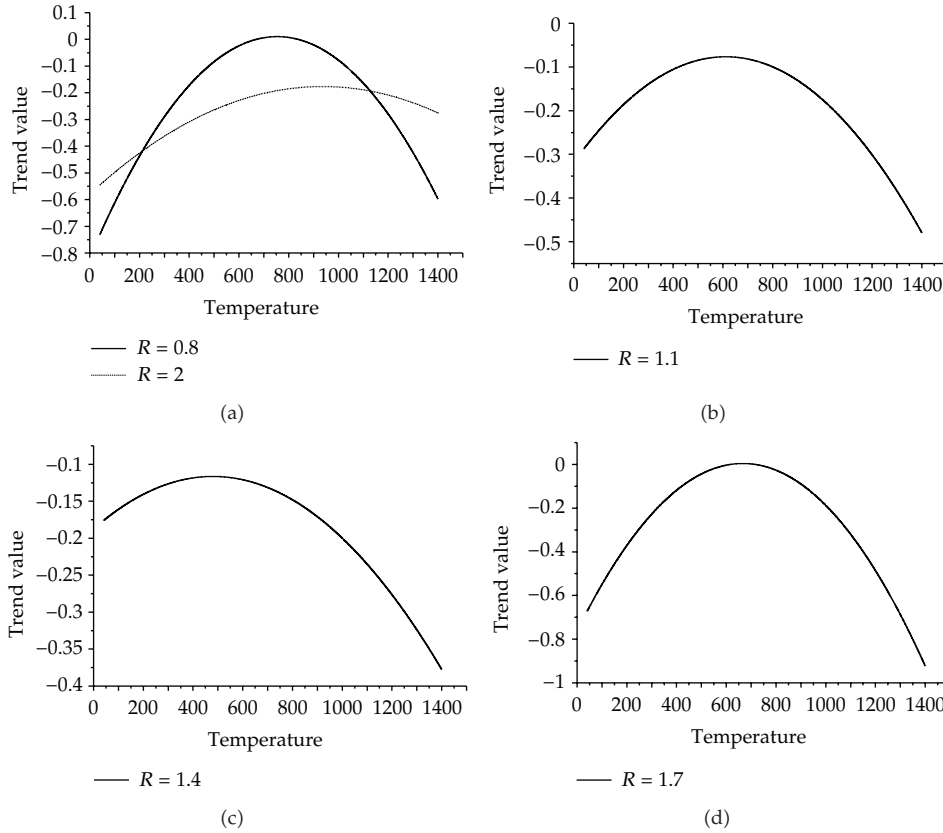 0.1
0
−0.1
−0.2
−0.3
−0.4
−0.5
−0.6
−0.7
−0.8
Trend value
0 200 400 600 800 1000 1200 1400
Temperature
R = 0.8
R = 2
(a)
0
−0.1
−0.2
−0.3
−0.4
−0.5
Trend value
0 200 400 600 800 1000 1200 1400
Temperature
R = 1.1
(b)
−0.1
−0.15
−0.2
−0.25
−0.3
−0.35
−0.4
Trend value
0 200 400 600 800 1000 1200 1400
Temperature
R = 1.4
(c)
0
−0.2
−0.4
−0.6
−0.8
−1
Trend value
0 200 400 600 800 1000 1200 1400
Temperature
R = 1.7
(d)